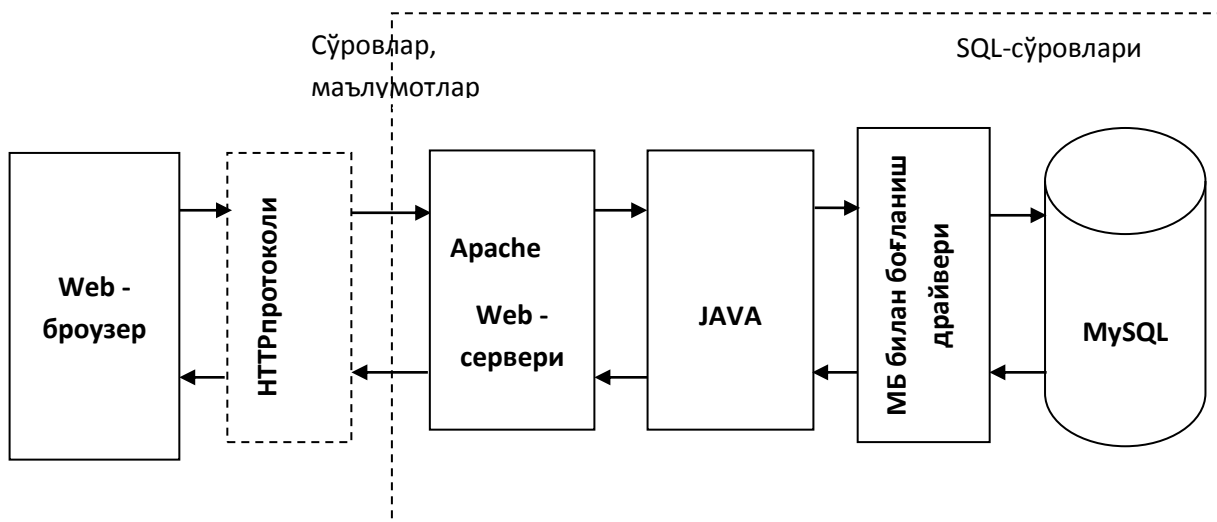 Сўровлар,
маълумотлар
SQL-сўровлари
Web -
броузер
HTTPпротоколи
Apache
Web -
сервери
JAVA
МБ билан боғланиш
драйвери
MySQL